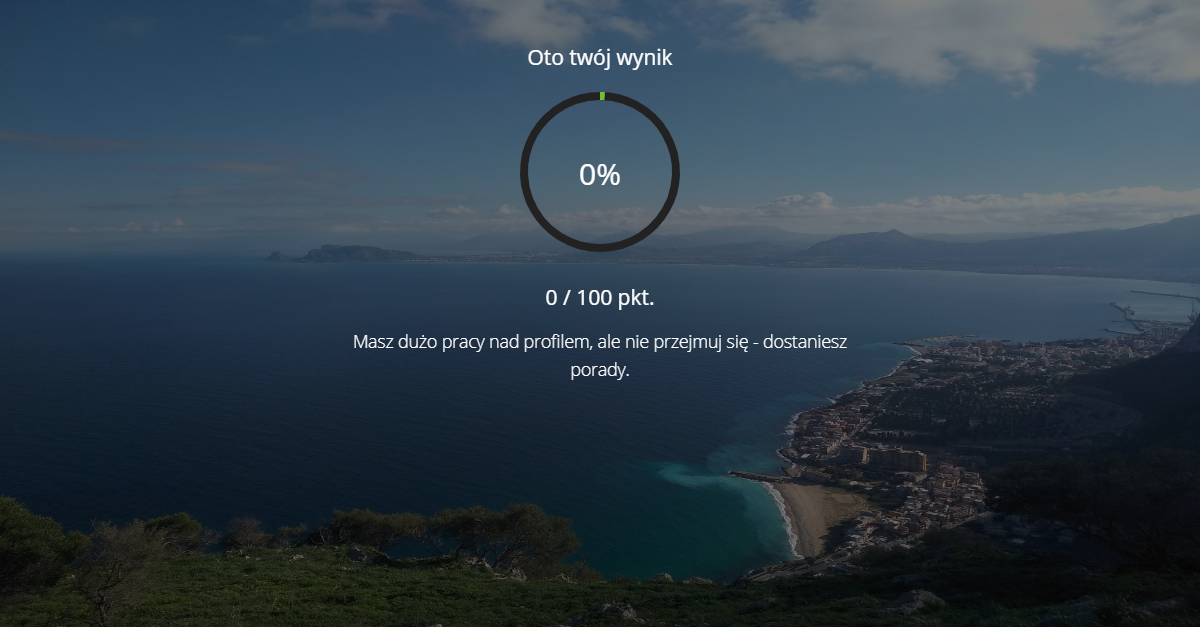 Oto twój wynik
0%
0 / 100 pkt.
Masz dużo pracy nad profilem, ale nie przejmuj się - dostaniesz
porady.